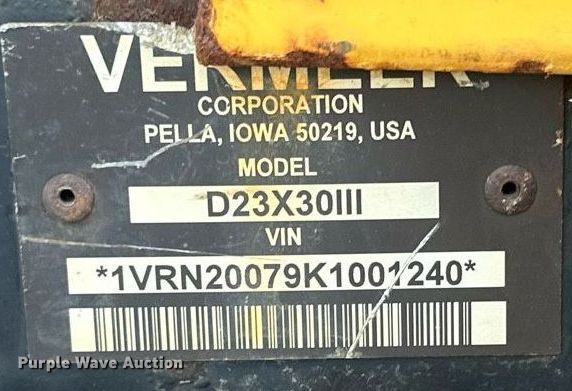 VERMEER
CORPORATION
PELLA, IOWA 50219, USA
MODEL
D23X30III
VIN
*1VRN20079K1001240*
Purple Wave Auction